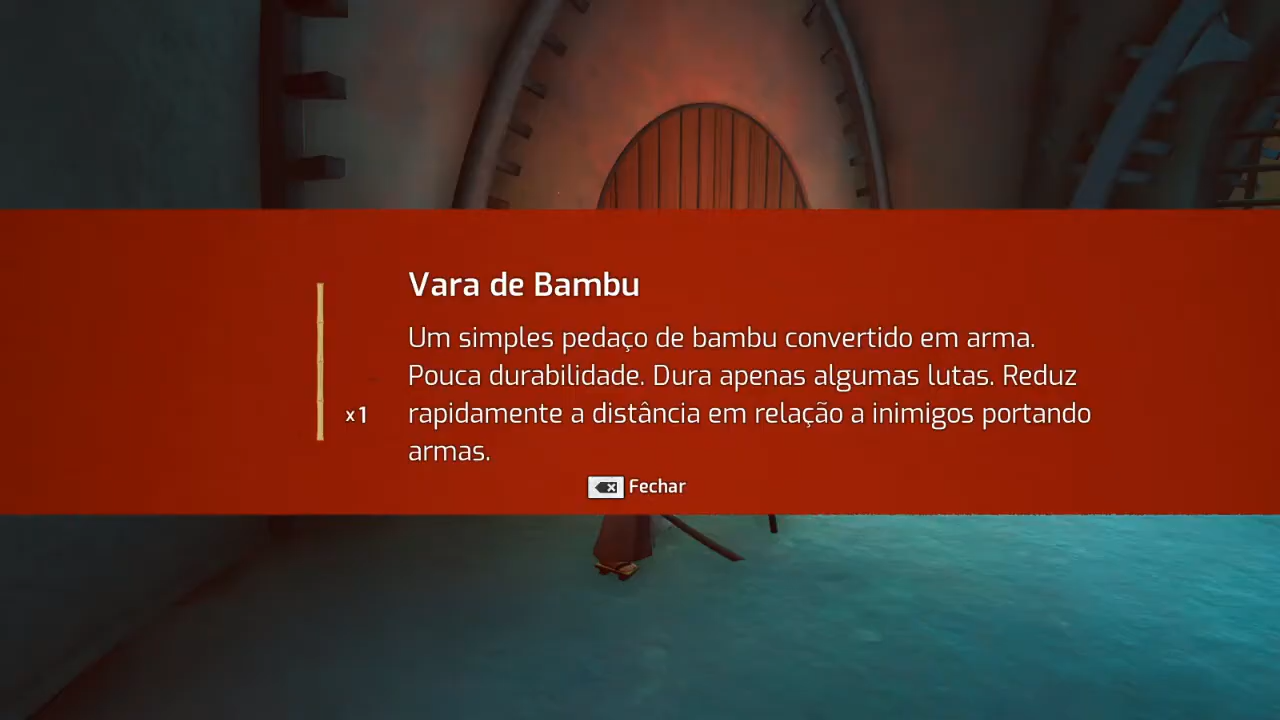 Vara de Bambu
Um simples pedaço de bambu convertido em arma.
Pouca durabilidade. Dura apenas algumas lutas. Reduz
rapidamente a distância em relação a inimigos portando
armas.
x1
Fechar